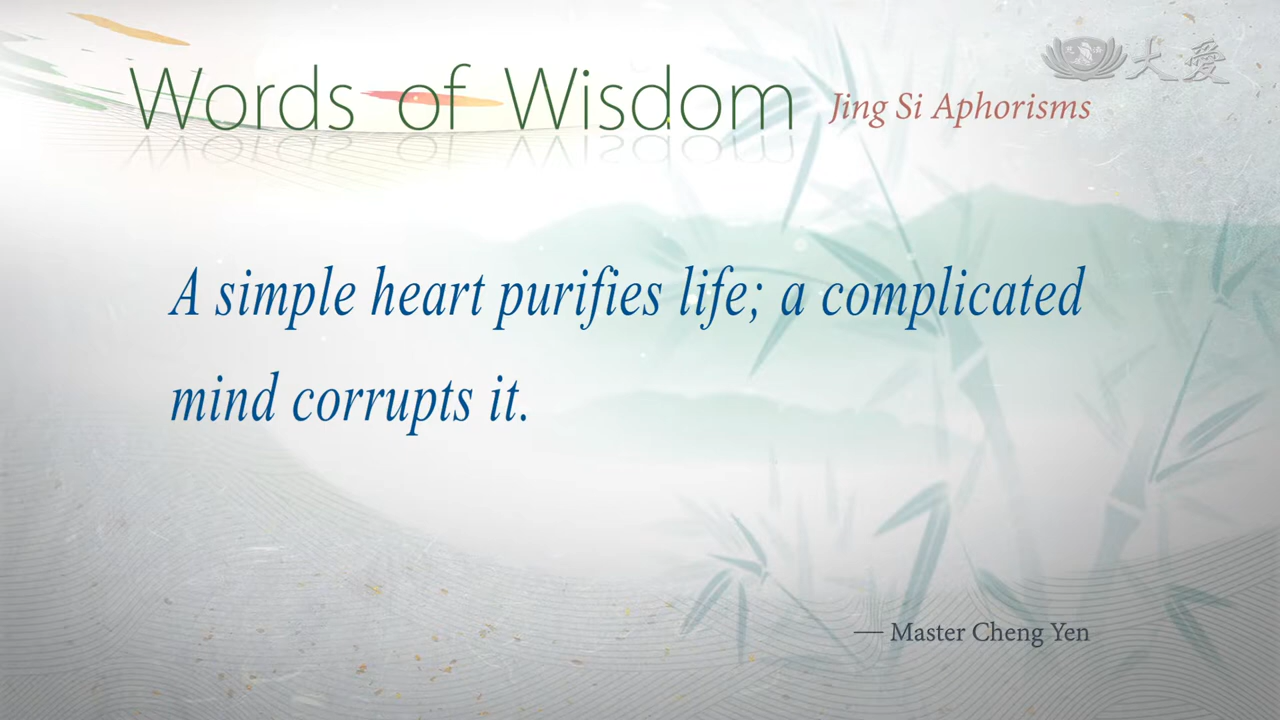 Words of Wisdom Jing Si Aphorisms
大愛
A simple heart purifies life; a complicated
mind corrupts it.
— Master Cheng Yen